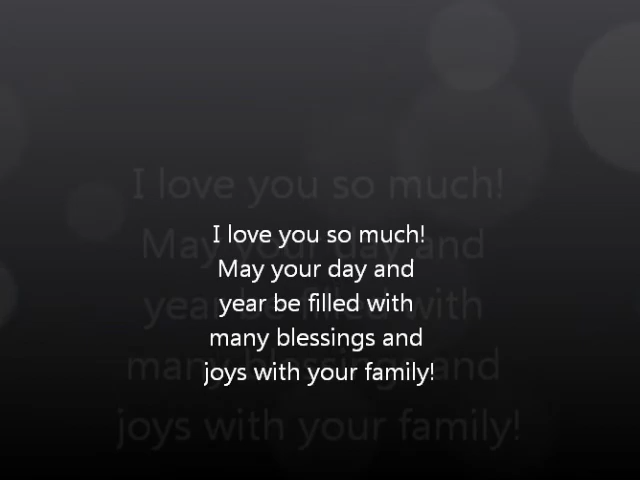 I love you so much!
May your day and
year be filled with
many blessings and
joys with your family!